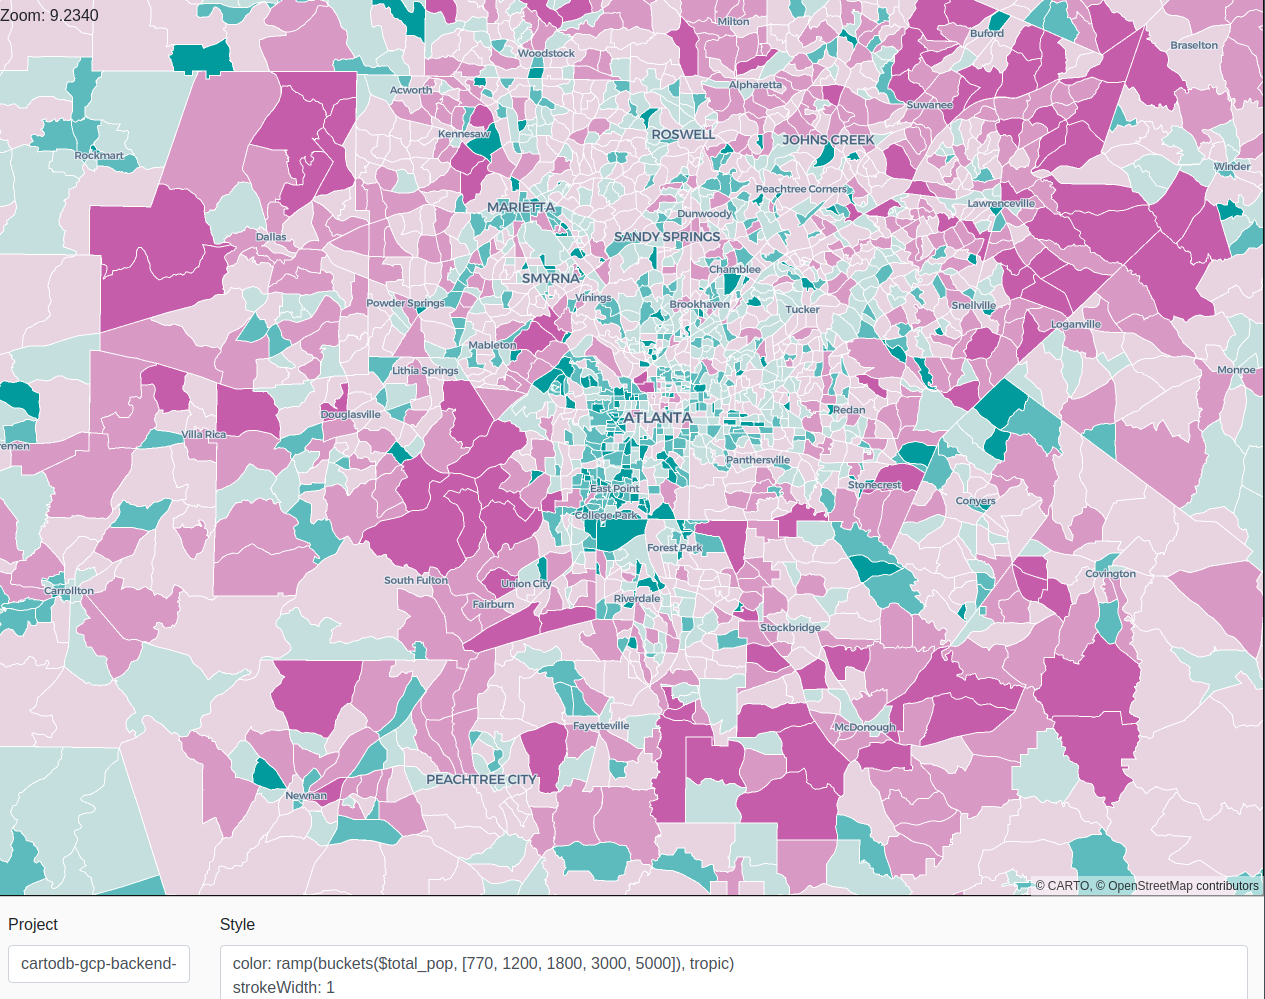 Zoom: 9.2340
Milton
Buford
Woodstock
Braselton
Acworth
Alpharetta
Suwanee
Kennesaw
ROSWELL
JOHNS CREEK
Rockmart
Winder
Peachtree Corners
MARIETTA
Lawrenceville
Dunwoody
Dallas
SANDY SPRINGS
Chamblee
SMYRNA
Vinings
Powder Springs
Brookhaven
Tucker
Snellville
Loganville
Mableton
Lithia Springs
Monroe
Douglasville
Redan
ATLANTA
Villa Rica
emen
Panthersville
East Point
Stonecrest
Conyers
College Park
Forest Park
South Fulton
Union City
Covington
Carrollton
Riverdale
Fairburn
Stockbridge
Fayetteville
McDonough
PEACHTREE CITY
Newnan
© CARTO, © OpenStreetMap contributors
Project
Style
cartodb-gcp-backend-
color: ramp(buckets($total_pop, [770, 1200, 1800, 3000, 5000]), tropic)
strokeWidth: 1